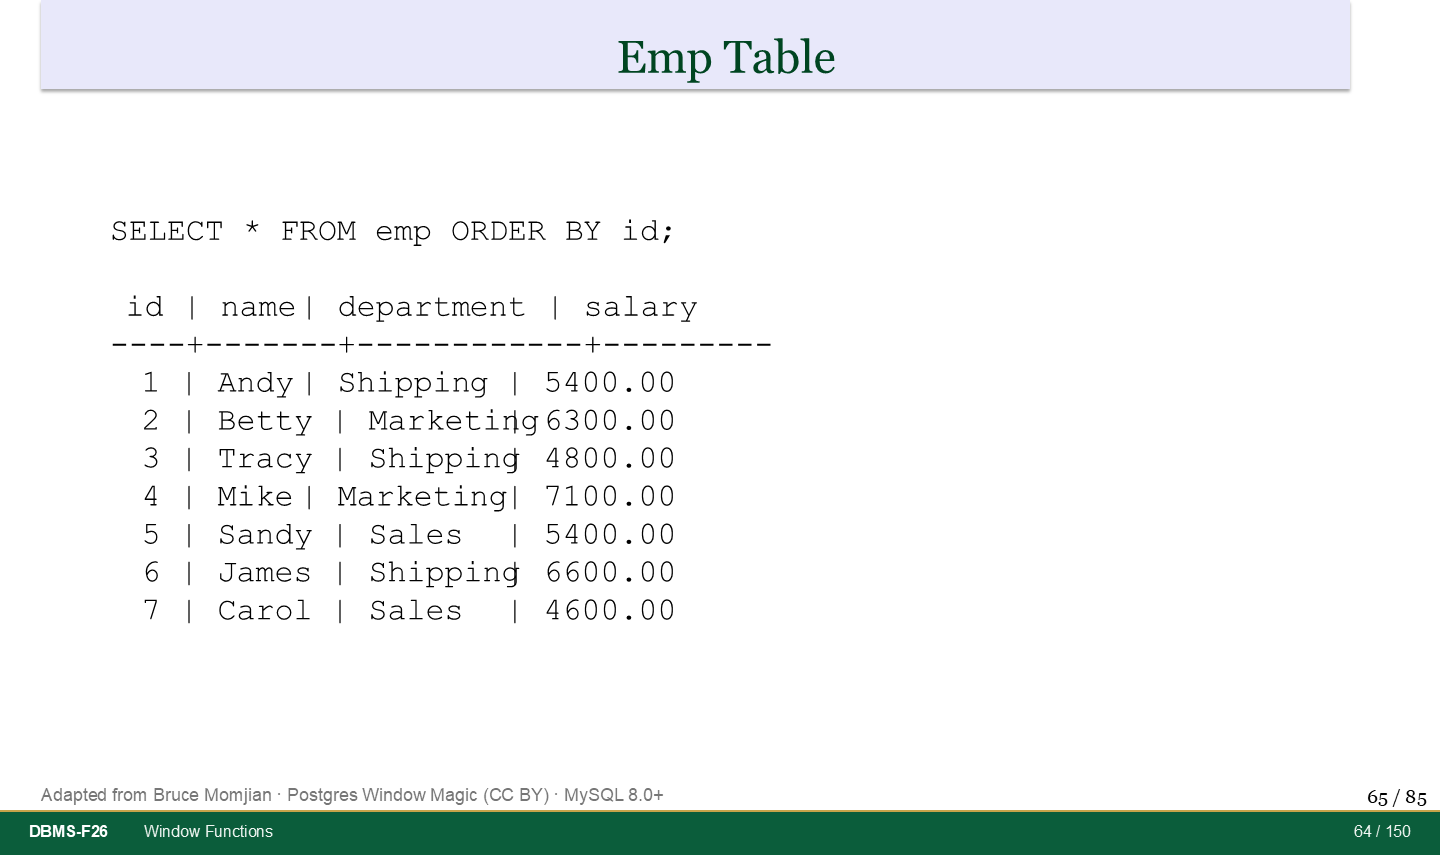 Emp Table
SELECT * FROM emp ORDER BY id;
id | name | department | salary
----+-------+------------+---------
1 | Andy | Shipping | 5400.00
2 | Betty | Marketing | 6300.00
3 | Tracy | Shipping | 4800.00
4 | Mike | Marketing | 7100.00
5 | Sandy | Sales | 5400.00
6 | James | Shipping | 6600.00
7 | Carol | Sales | 4600.00
Adapted from Bruce Momjian · Postgres Window Magic (CC BY) · MySQL 8.0+
65 / 85
DBMS-F26 Window Functions 64 / 150